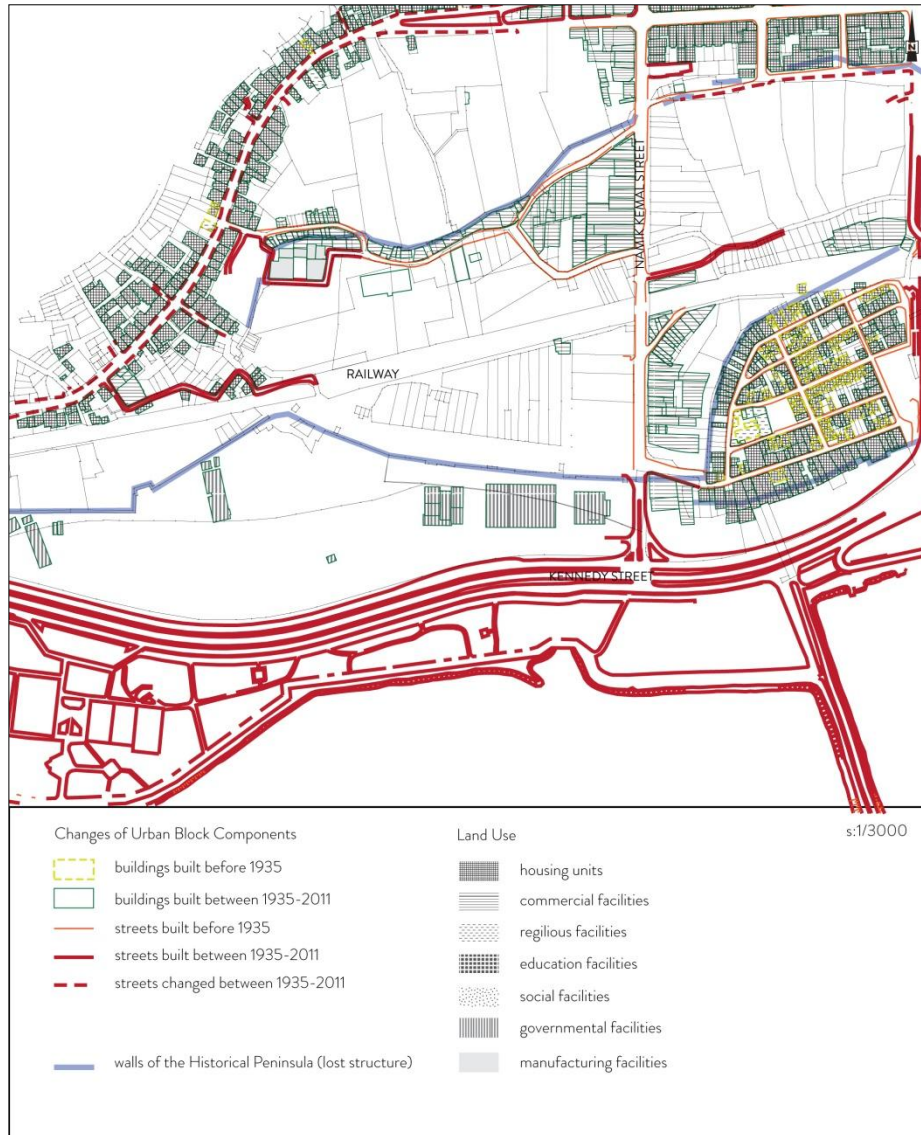 N
NAMIK KEMAL STREET
RAILWAY
KENNEDY STREET
Changes of Urban Block Components
buildings built before 1935
buildings built between 1935-2011
streets built before 1935
streets built between 1935-2011
streets changed between 1935-2011
walls of the Historical Peninsula (lost structure)
Land Use
housing units
commercial facilities
regilious facilities
education facilities
social facilities
governmental facilities
manufacturing facilities
s:1/3000